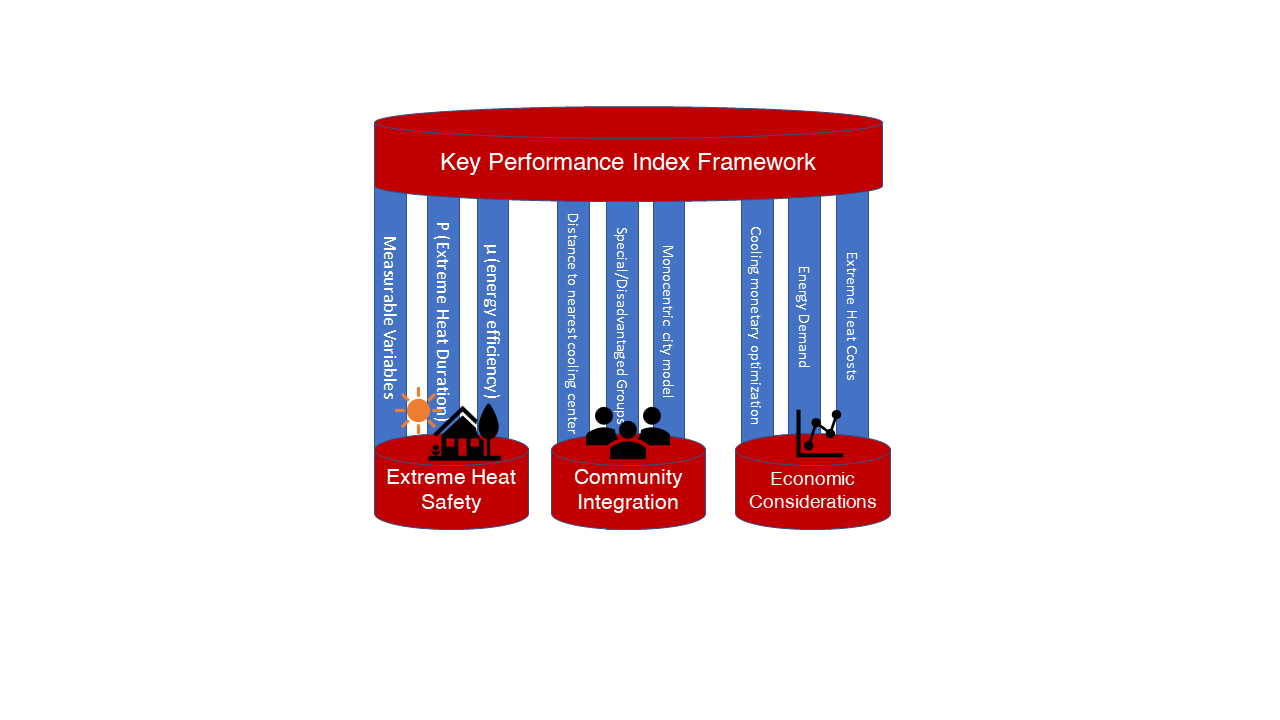 Key Performance Index Framework
Measurable Variables
P (Extreme Heat Duration)
μ (energy efficiency)
Distance to nearest cooling center
Special/Disadvantaged Groups
Monocentric city model
Cooling monetary optimization
Energy Demand
Extreme Heat Costs
Extreme Heat
Safety
Community
Integration
Economic
Considerations